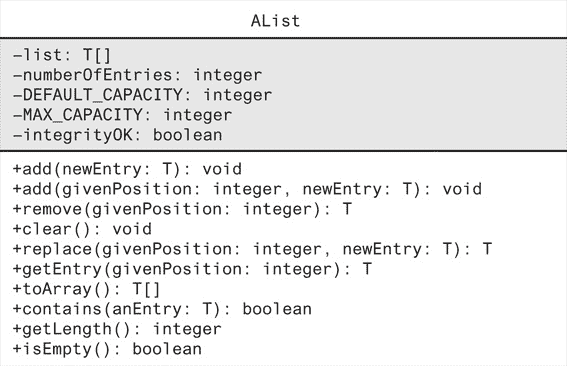 AList
-list: T[]
-numberOfEntries: integer
-DEFAULT_CAPACITY: integer
-MAX_CAPACITY: integer
-integrityOK: boolean
+add(newEntry: T): void
+add(givenPosition: integer, newEntry: T): void
+remove(givenPosition: integer): T
+clear(): void
+replace(givenPosition: integer, newEntry: T): T
+getEntry(givenPosition: integer): T
+toArray(): T[]
+contains(anEntry: T): boolean
+getLength(): integer
+isEmpty(): boolean